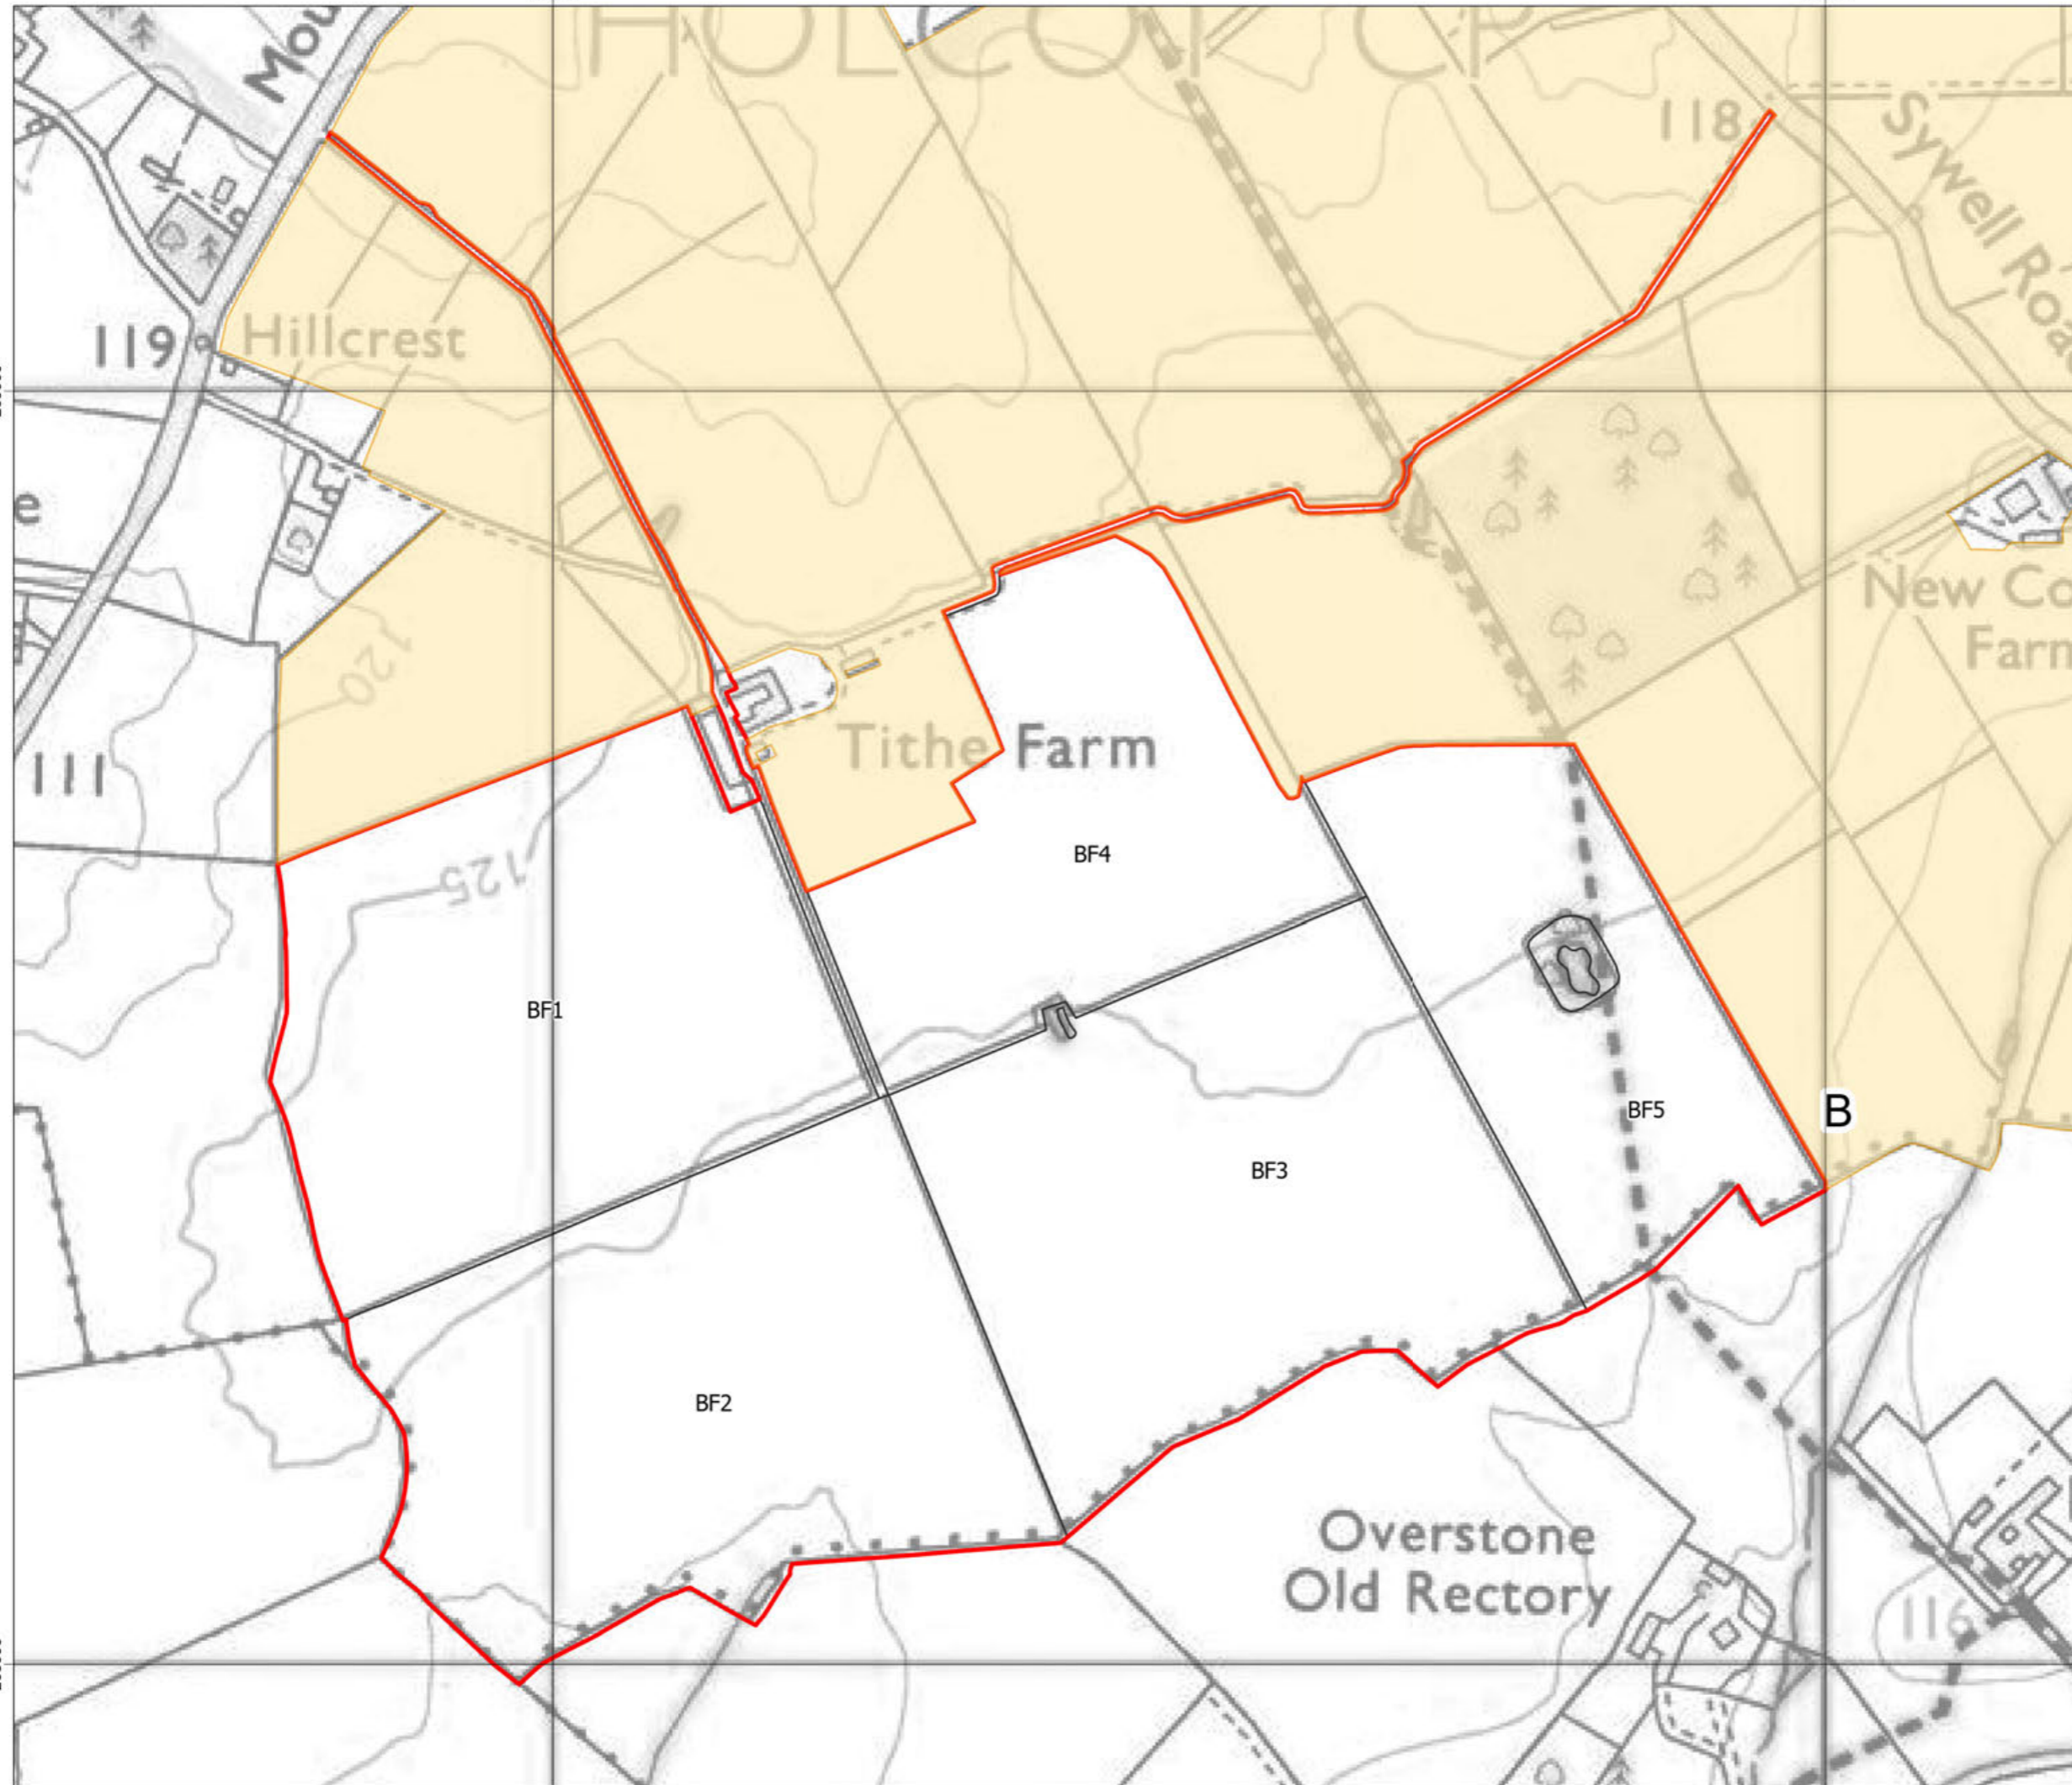 HOLCOT CP
Mou
118
Sywell Road
119
Hillcrest
e
New Co
Farm
120
Tithe Farm
111
125
BF4
BF1
BF5
B
BF3
BF2
Overstone
Old Rectory
116